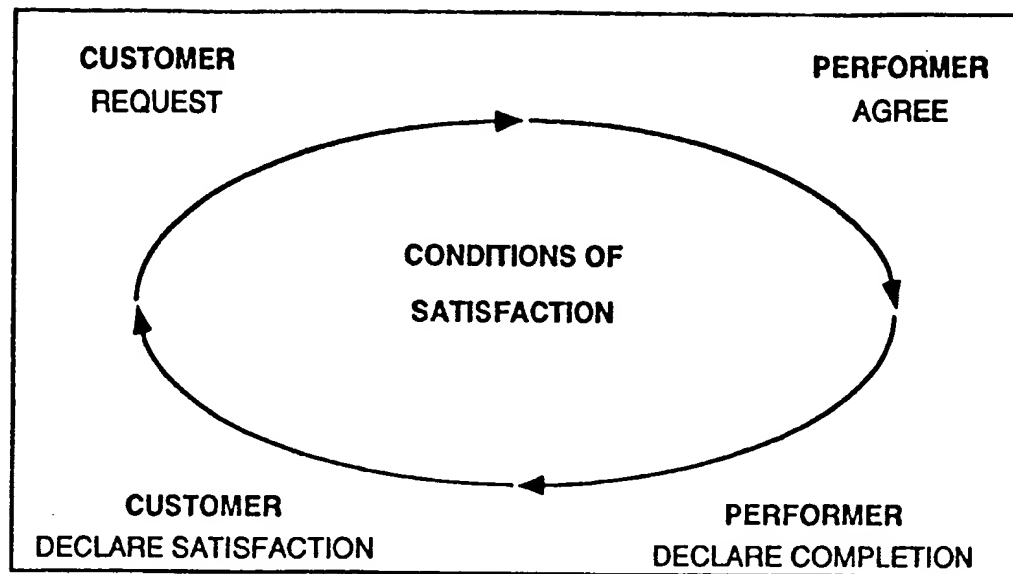 CUSTOMER
REQUEST
PERFORMER
AGREE
CONDITIONS OF
SATISFACTION
CUSTOMER
DECLARE SATISFACTION
PERFORMER
DECLARE COMPLETION